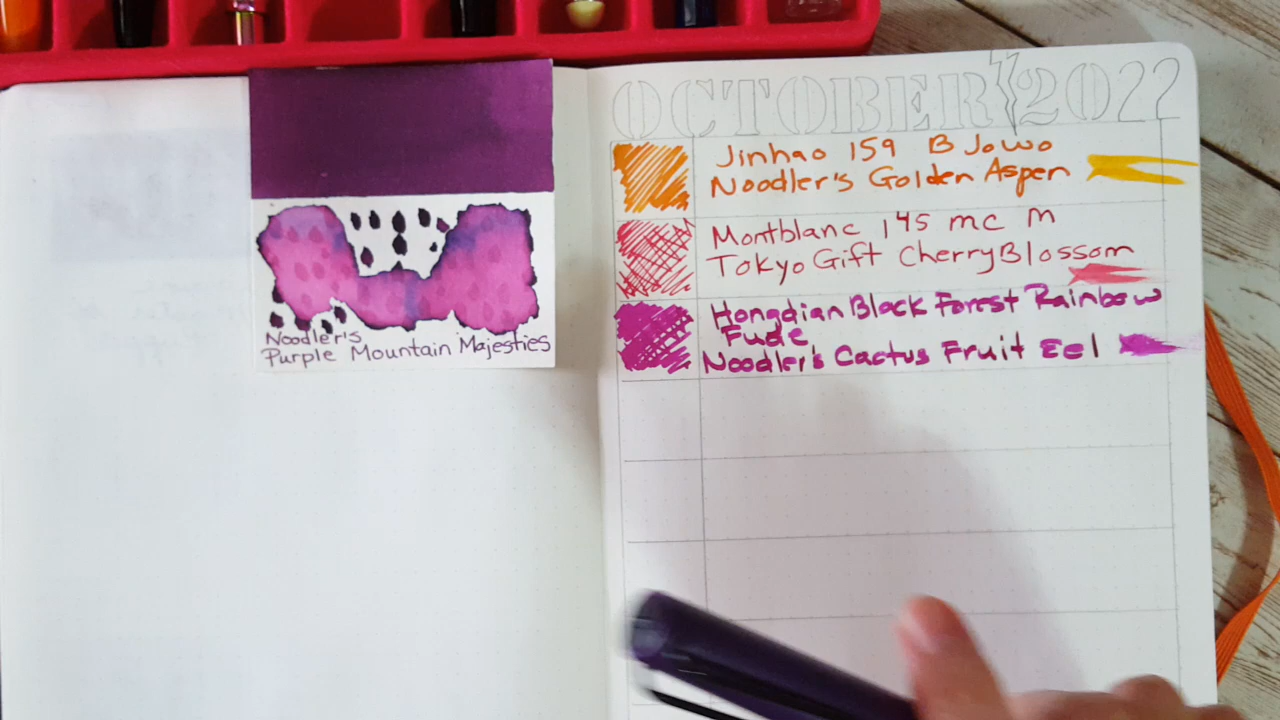 Noodler's
Purple Mountain Majesties
OCTOBER 2022
Jinhao 159 B Jowo
Noodler's Golden Aspen
Montblanc 145 mc M
Tokyo Gift Cherry Blossom
Hongdian Black Forest Rainbow
Fude
Noodler's Cactus Fruit Eel